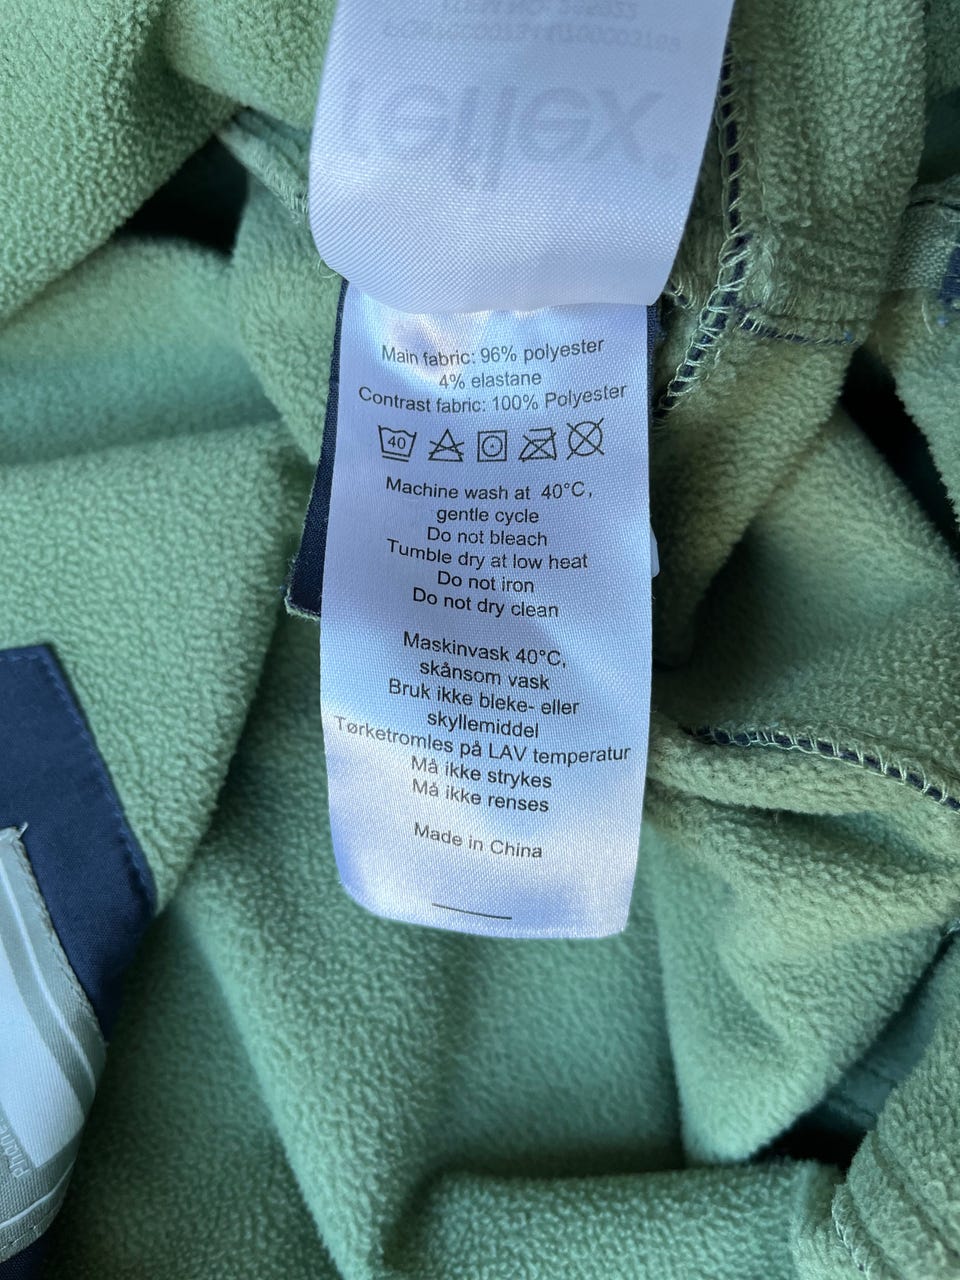 Main fabric: 96% polyester
4% elastane
Contrast fabric: 100% Polyester
40
Machine wash at 40°C,
gentle cycle
Do not bleach
Tumble dry at low heat
Do not iron
Do not dry clean
Maskinvask 40°C,
skånsom vask
Bruk ikke bleke- eller
skyllemiddel
Tørketromles på LAV temperatur
Må ikke strykes
Må ikke renses
Made in China